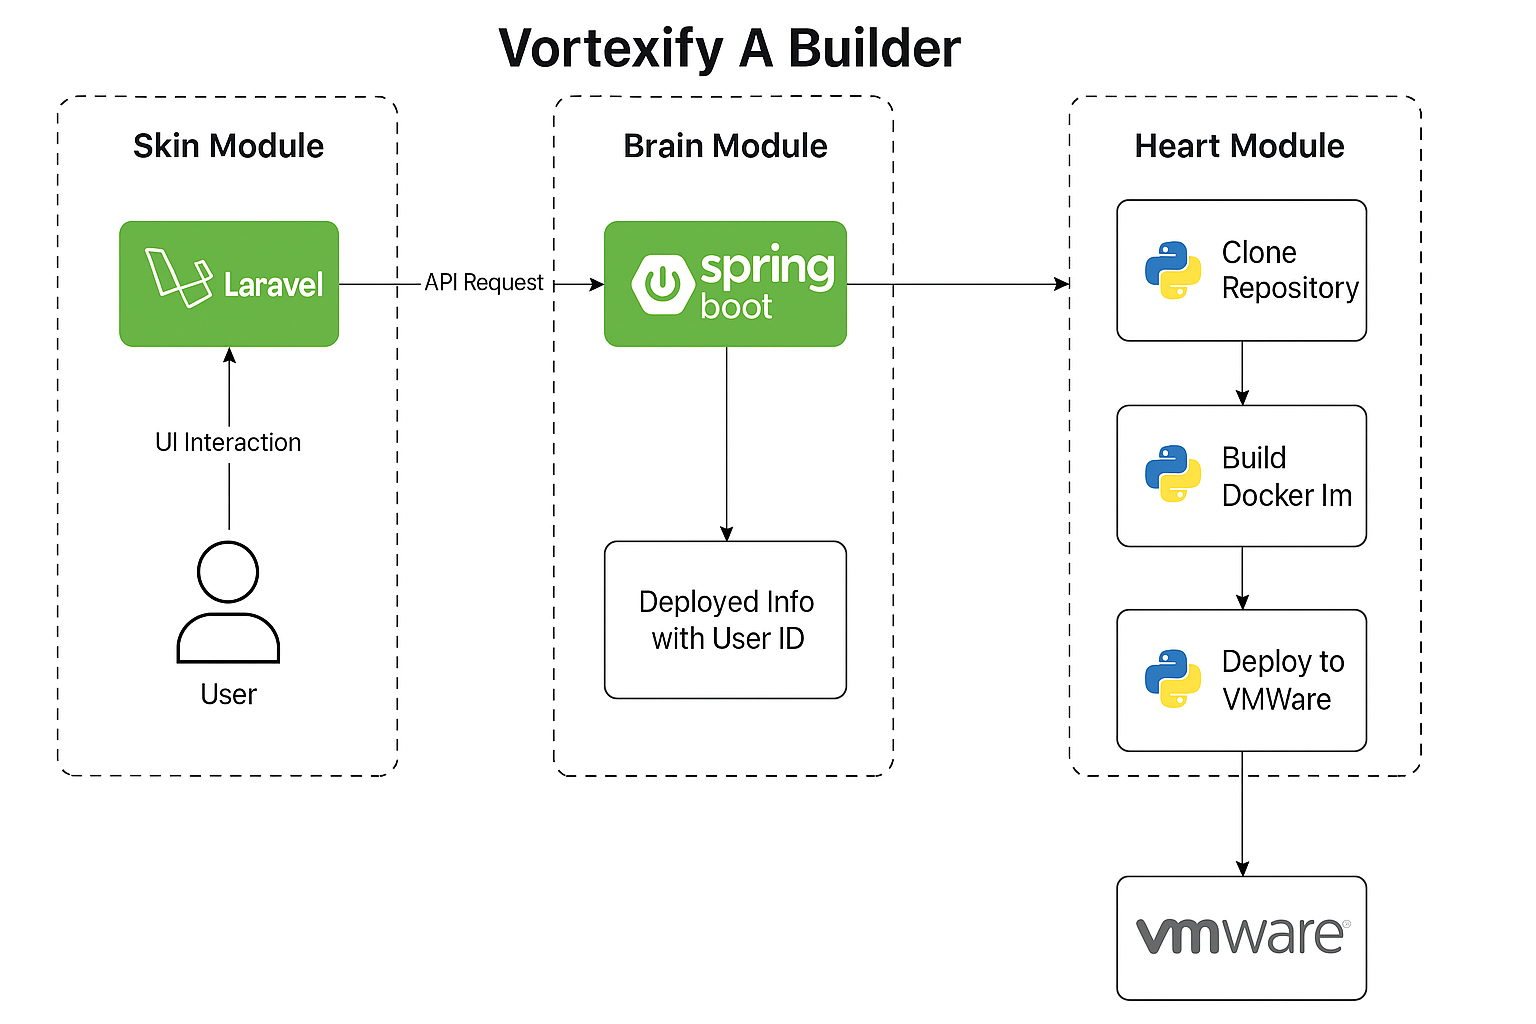 Vortexify A Builder
Skin Module
Laravel
UI Interaction
User
API Request
Brain Module
spring
boot
Deployed Info
with User ID
Heart Module
Clone
Repository
Build
Docker Im
Deploy to
VMWare
vmware®